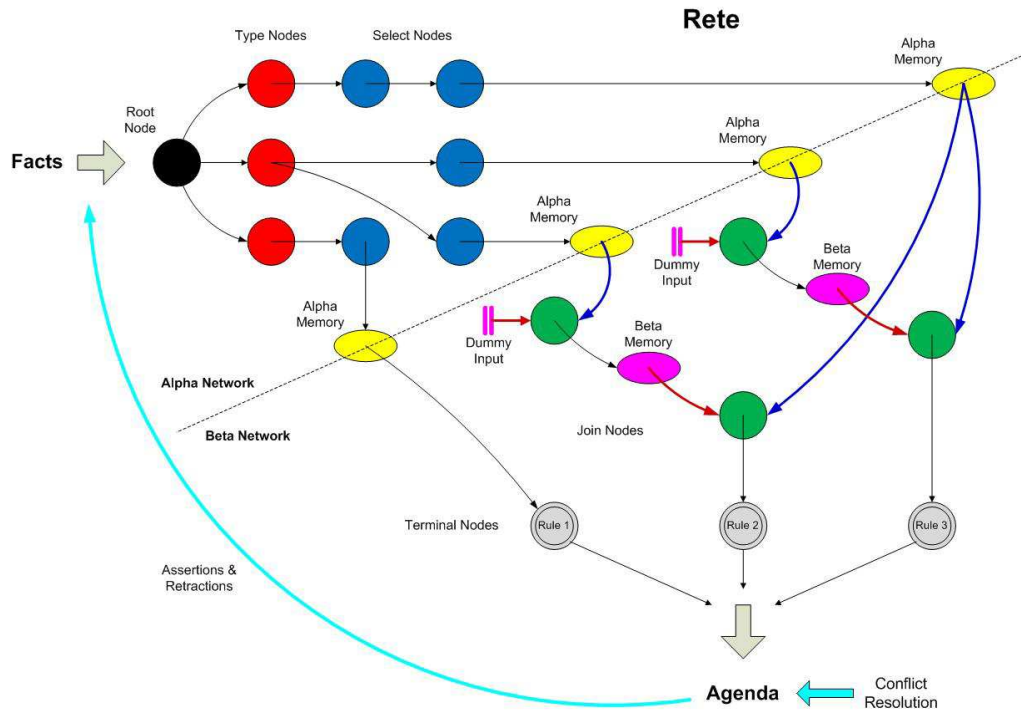 Rete
Type Nodes
Select Nodes
Alpha
Memory
Root
Node
Alpha
Memory
Facts
Alpha
Memory
Dummy
Input
Beta
Memory
Alpha
Memory
Dummy
Input
Beta
Memory
Alpha Network
Beta Network
Join Nodes
Terminal Nodes
Rule 1
Rule 2
Rule 3
Assertions &
Retractions
Agenda
Conflict
Resolution